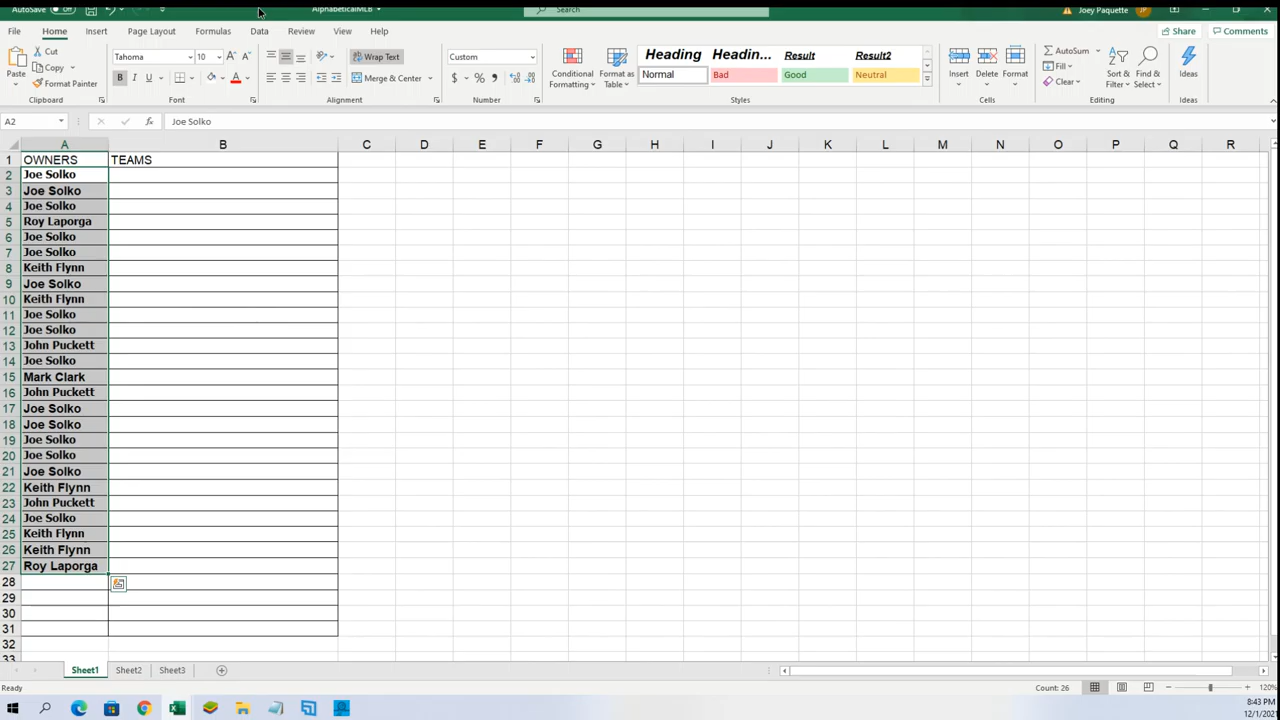 AutoSave Off AlphabeticalMLB Search Joey Paquette JP
File Home Insert Page Layout Formulas Data Review View Help Share Comments
Paste Cut Copy Format Painter Clipboard
Tahoma 10 B I U A Font
Wrap Text Merge & Center Alignment
Custom $ % 9 Number
Conditional Formatting Format as Table
Heading Headin... Result Result2
Normal Bad Good Neutral
Styles
Insert Delete Format Cells
AutoSum Fill Clear Sort & Filter Find & Select Editing
Ideas Ideas
A2 fx Joe Solko
A B C D E F G H I J K L M N O P Q R
1 OWNERS TEAMS
2 Joe Solko
3 Joe Solko
4 Joe Solko
5 Roy Laporga
6 Joe Solko
7 Joe Solko
8 Keith Flynn
9 Joe Solko
10 Keith Flynn
11 Joe Solko
12 Joe Solko
13 John Puckett
14 Joe Solko
15 Mark Clark
16 John Puckett
17 Joe Solko
18 Joe Solko
19 Joe Solko
20 Joe Solko
21 Joe Solko
22 Keith Flynn
23 John Puckett
24 Joe Solko
25 Keith Flynn
26 Keith Flynn
27 Roy Laporga
28
29
30
31
32
33
Sheet1 Sheet2 Sheet3
Ready Count: 26 120%
8:43 PM